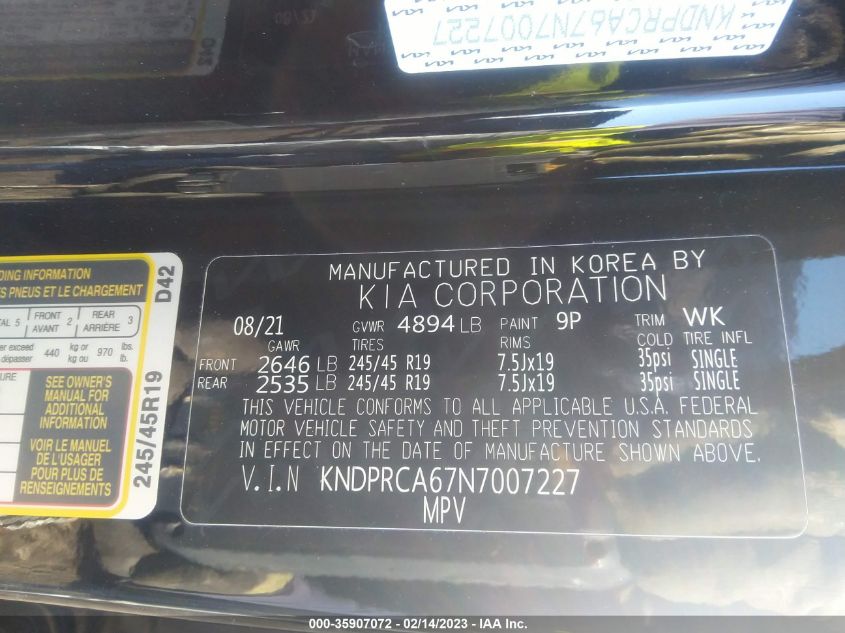 KNDPRCA67N7007227
DING INFORMATION
S PNEUS ET LE CHARGEMENT
TAL 5 FRONT AVANT 2 REAR ARRIÈRE 3
er exceed
dépasser 440 kg or kg ou 970 lbs. lb.
URE
SEE OWNER'S
MANUAL FOR
ADDITIONAL
INFORMATION
VOIR LE MANUEL
DE L'USAGER
POUR PLUS DE
RENSEIGNEMENTS
245/45R19 D42
MANUFACTURED IN KOREA BY
KIA CORPORATION
08/21 GVWR 4894 LB PAINT 9P TRIM WK
GAWR TIRES RIMS COLD TIRE INFL
FRONT 2646 LB 245/45 R19 7.5Jx19 35psi SINGLE
REAR 2535 LB 245/45 R19 7.5Jx19 35psi SINGLE
THIS VEHICLE CONFORMS TO ALL APPLICABLE U.S.A. FEDERAL
MOTOR VEHICLE SAFETY AND THEFT PREVENTION STANDARDS
IN EFFECT ON THE DATE OF MANUFACTURE SHOWN ABOVE.
V.I.N KNDPRCA67N7007227
MPV
000-35907072 - 02/14/2023 - IAA Inc.